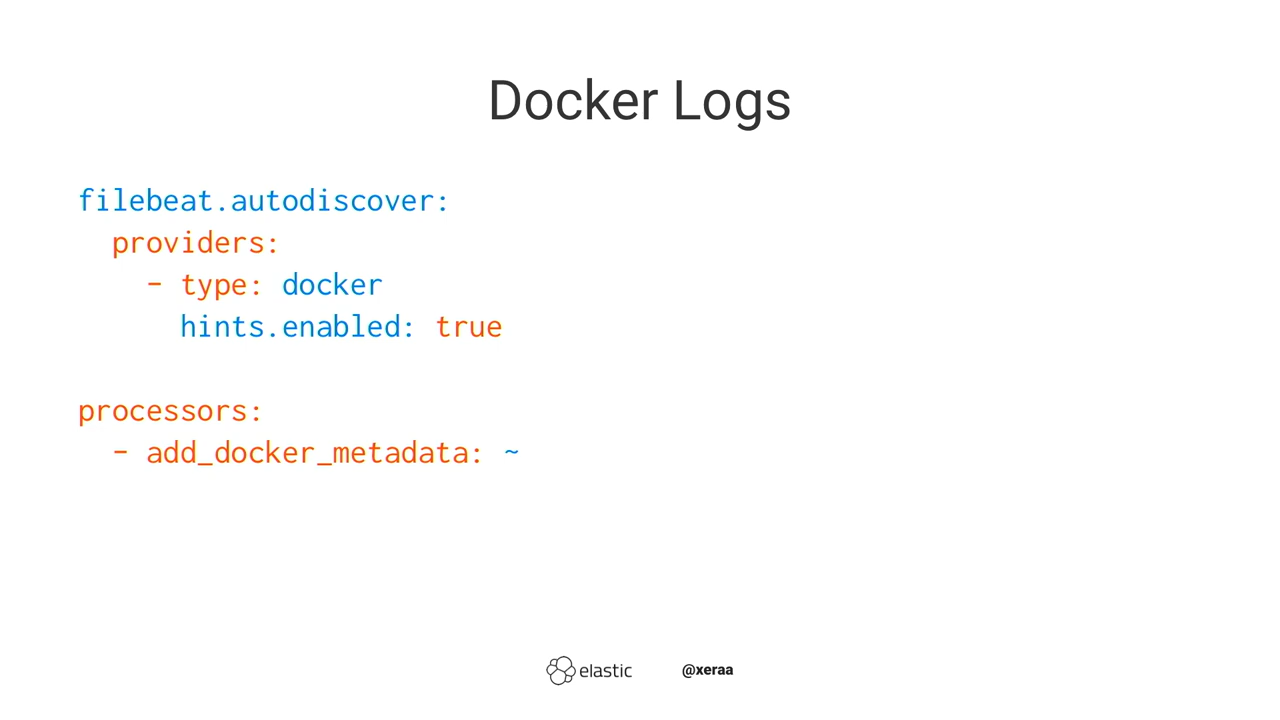 Docker Logs
filebeat.autodiscover:
  providers:
    - type: docker
      hints.enabled: true
processors:
  - add_docker_metadata: ~
elastic @xeraa